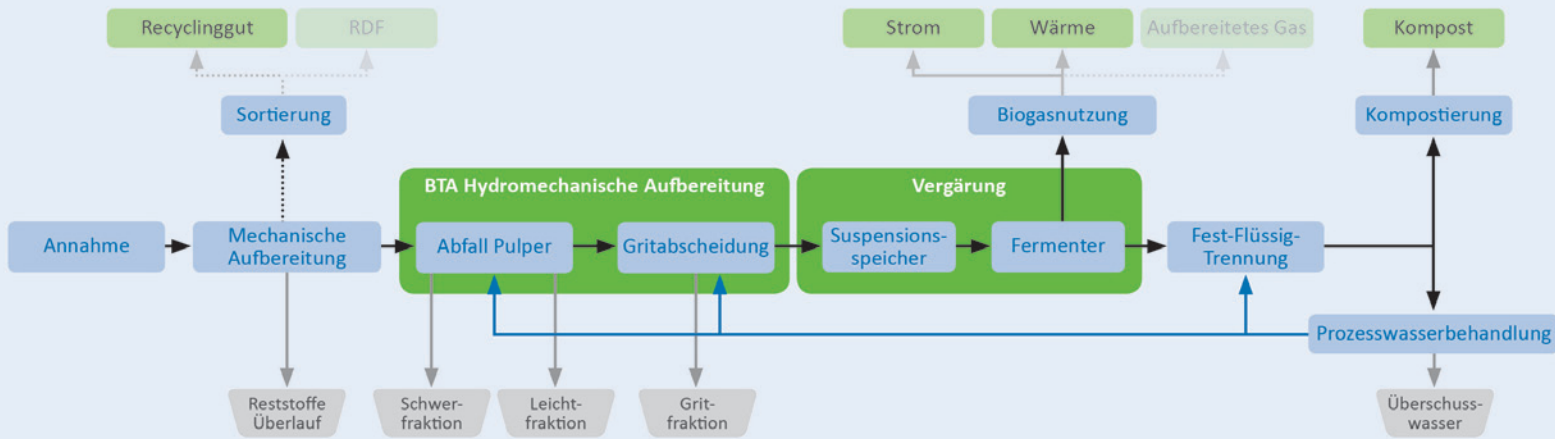 Recyclinggut
RDF
Strom
Wärme
Aufbereitetes Gas
Kompost
Sortierung
Biogasnutzung
Kompostierung
BTA Hydromechanische Aufbereitung
Vergärung
Annahme
Mechanische
Aufbereitung
Abfall Pulper
Gritabscheidung
Suspensions-
speicher
Fermenter
Fest-Flüssig-
Trennung
Prozesswasserbehandlung
Reststoffe
Überlauf
Schwer-
fraktion
Leicht-
fraktion
Grit-
fraktion
Überschuss-
wasser